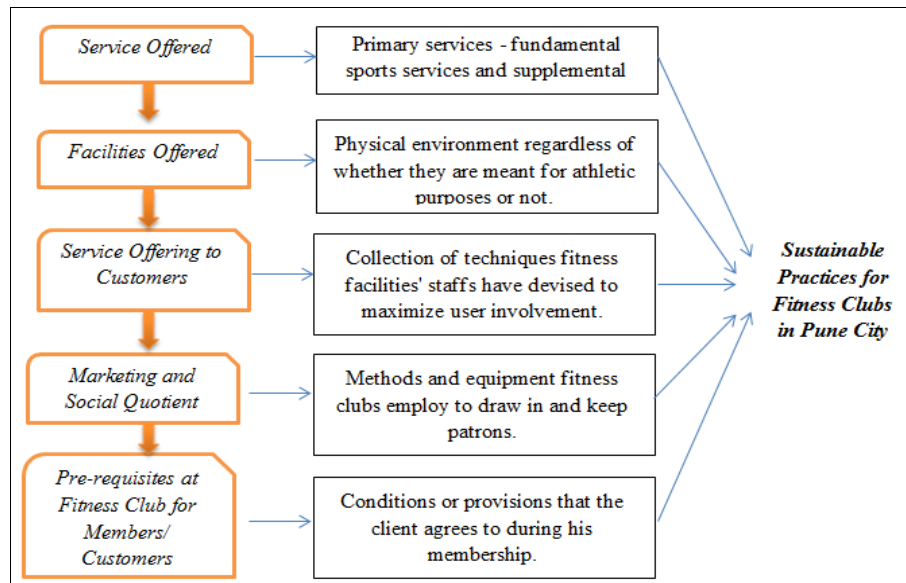 Service Offered
Primary services - fundamental
sports services and supplemental
Facilities Offered
Physical environment regardless of
whether they are meant for athletic
purposes or not.
Service Offering to
Customers
Collection of techniques fitness
facilities' staffs have devised to
maximize user involvement.
Marketing and
Social Quotient
Methods and equipment fitness
clubs employ to draw in and keep
patrons.
Pre-requisites at
Fitness Club for
Members/
Customers
Conditions or provisions that the
client agrees to during his
membership.
Sustainable
Practices for
Fitness Clubs
in Pune City